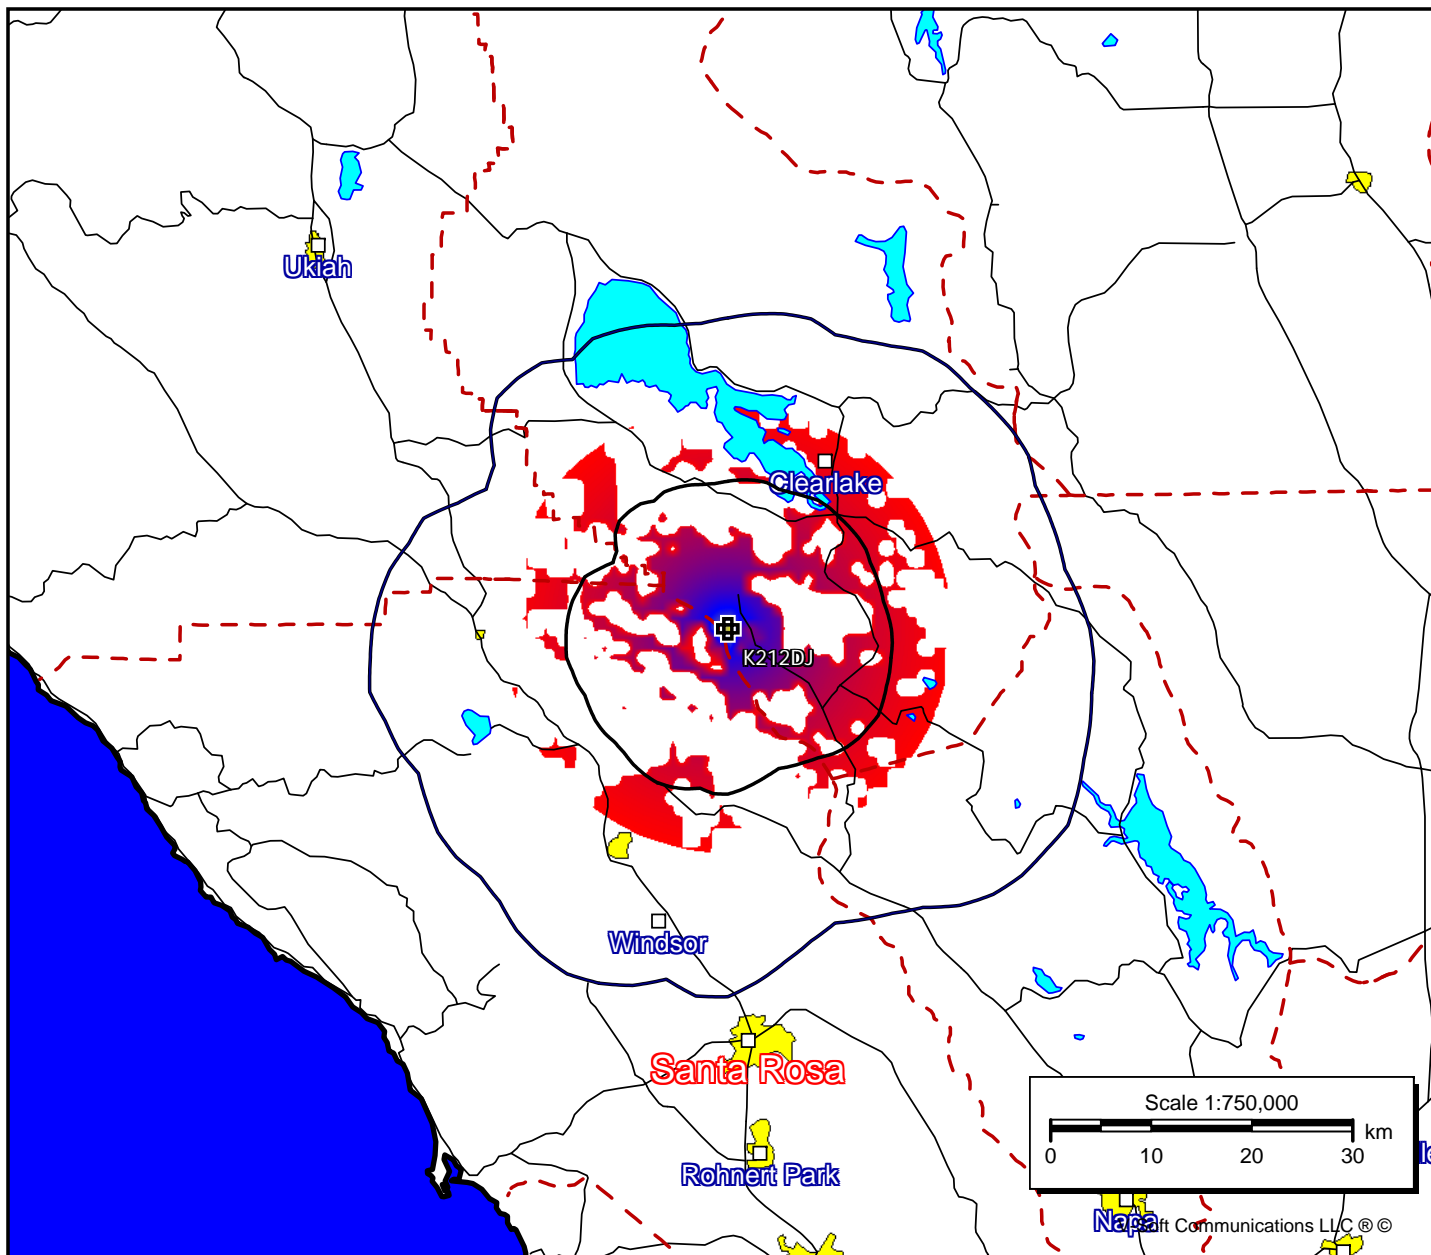 Ukiah
Clearlake
K212DJ
Windsor
Santa Rosa
Scale 1:750,000
km
0 10 20 30
Rohnert Park
Napa
V-Soft Communications LLC ® ©